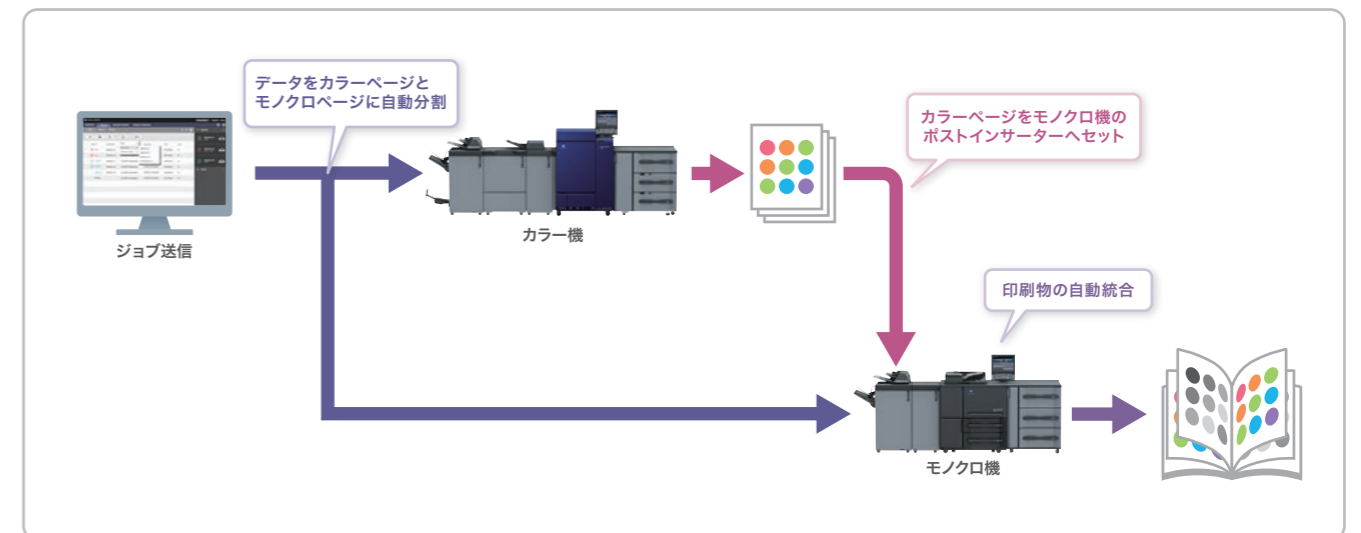 データをカラーページと
モノクロページに自動分割
カラーページをモノクロ機の
ポストインサーターへセット
カラー機
ジョブ送信
印刷物の自動統合
モノクロ機